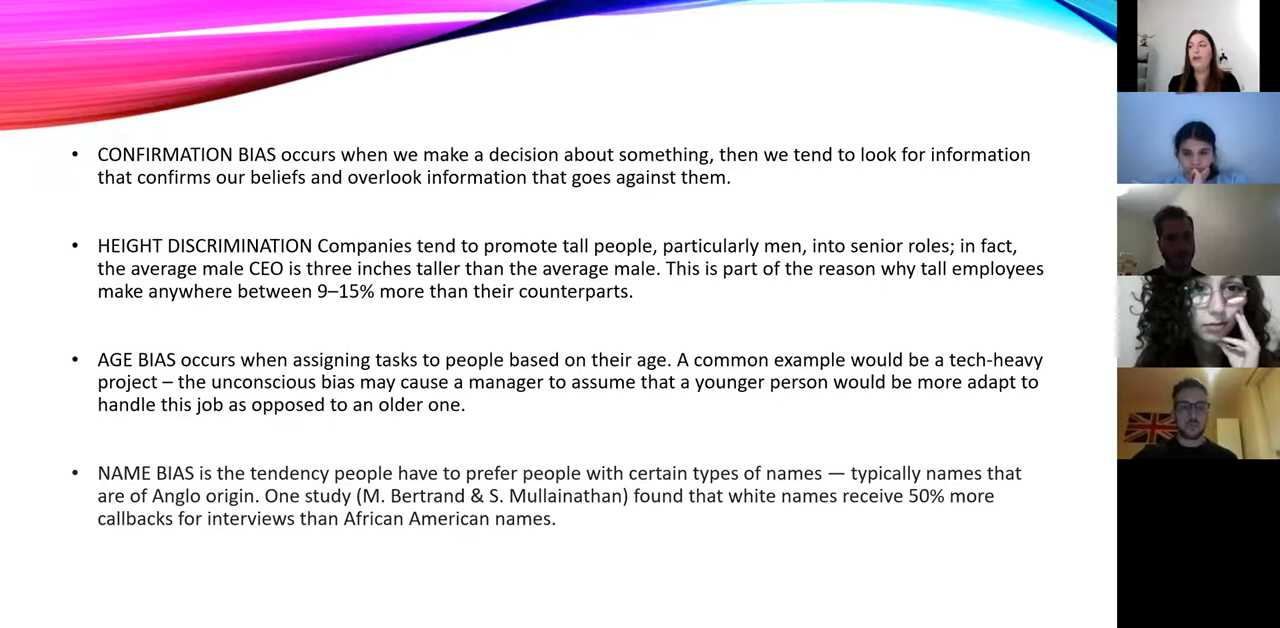 • CONFIRMATION BIAS occurs when we make a decision about something, then we tend to look for information
that confirms our beliefs and overlook information that goes against them.
• HEIGHT DISCRIMINATION Companies tend to promote tall people, particularly men, into senior roles; in fact,
the average male CEO is three inches taller than the average male. This is part of the reason why tall employees
make anywhere between 9–15% more than their counterparts.
• AGE BIAS occurs when assigning tasks to people based on their age. A common example would be a tech-heavy
project – the unconscious bias may cause a manager to assume that a younger person would be more adapt to
handle this job as opposed to an older one.
• NAME BIAS is the tendency people have to prefer people with certain types of names — typically names that
are of Anglo origin. One study (M. Bertrand & S. Mullainathan) found that white names receive 50% more
callbacks for interviews than African American names.